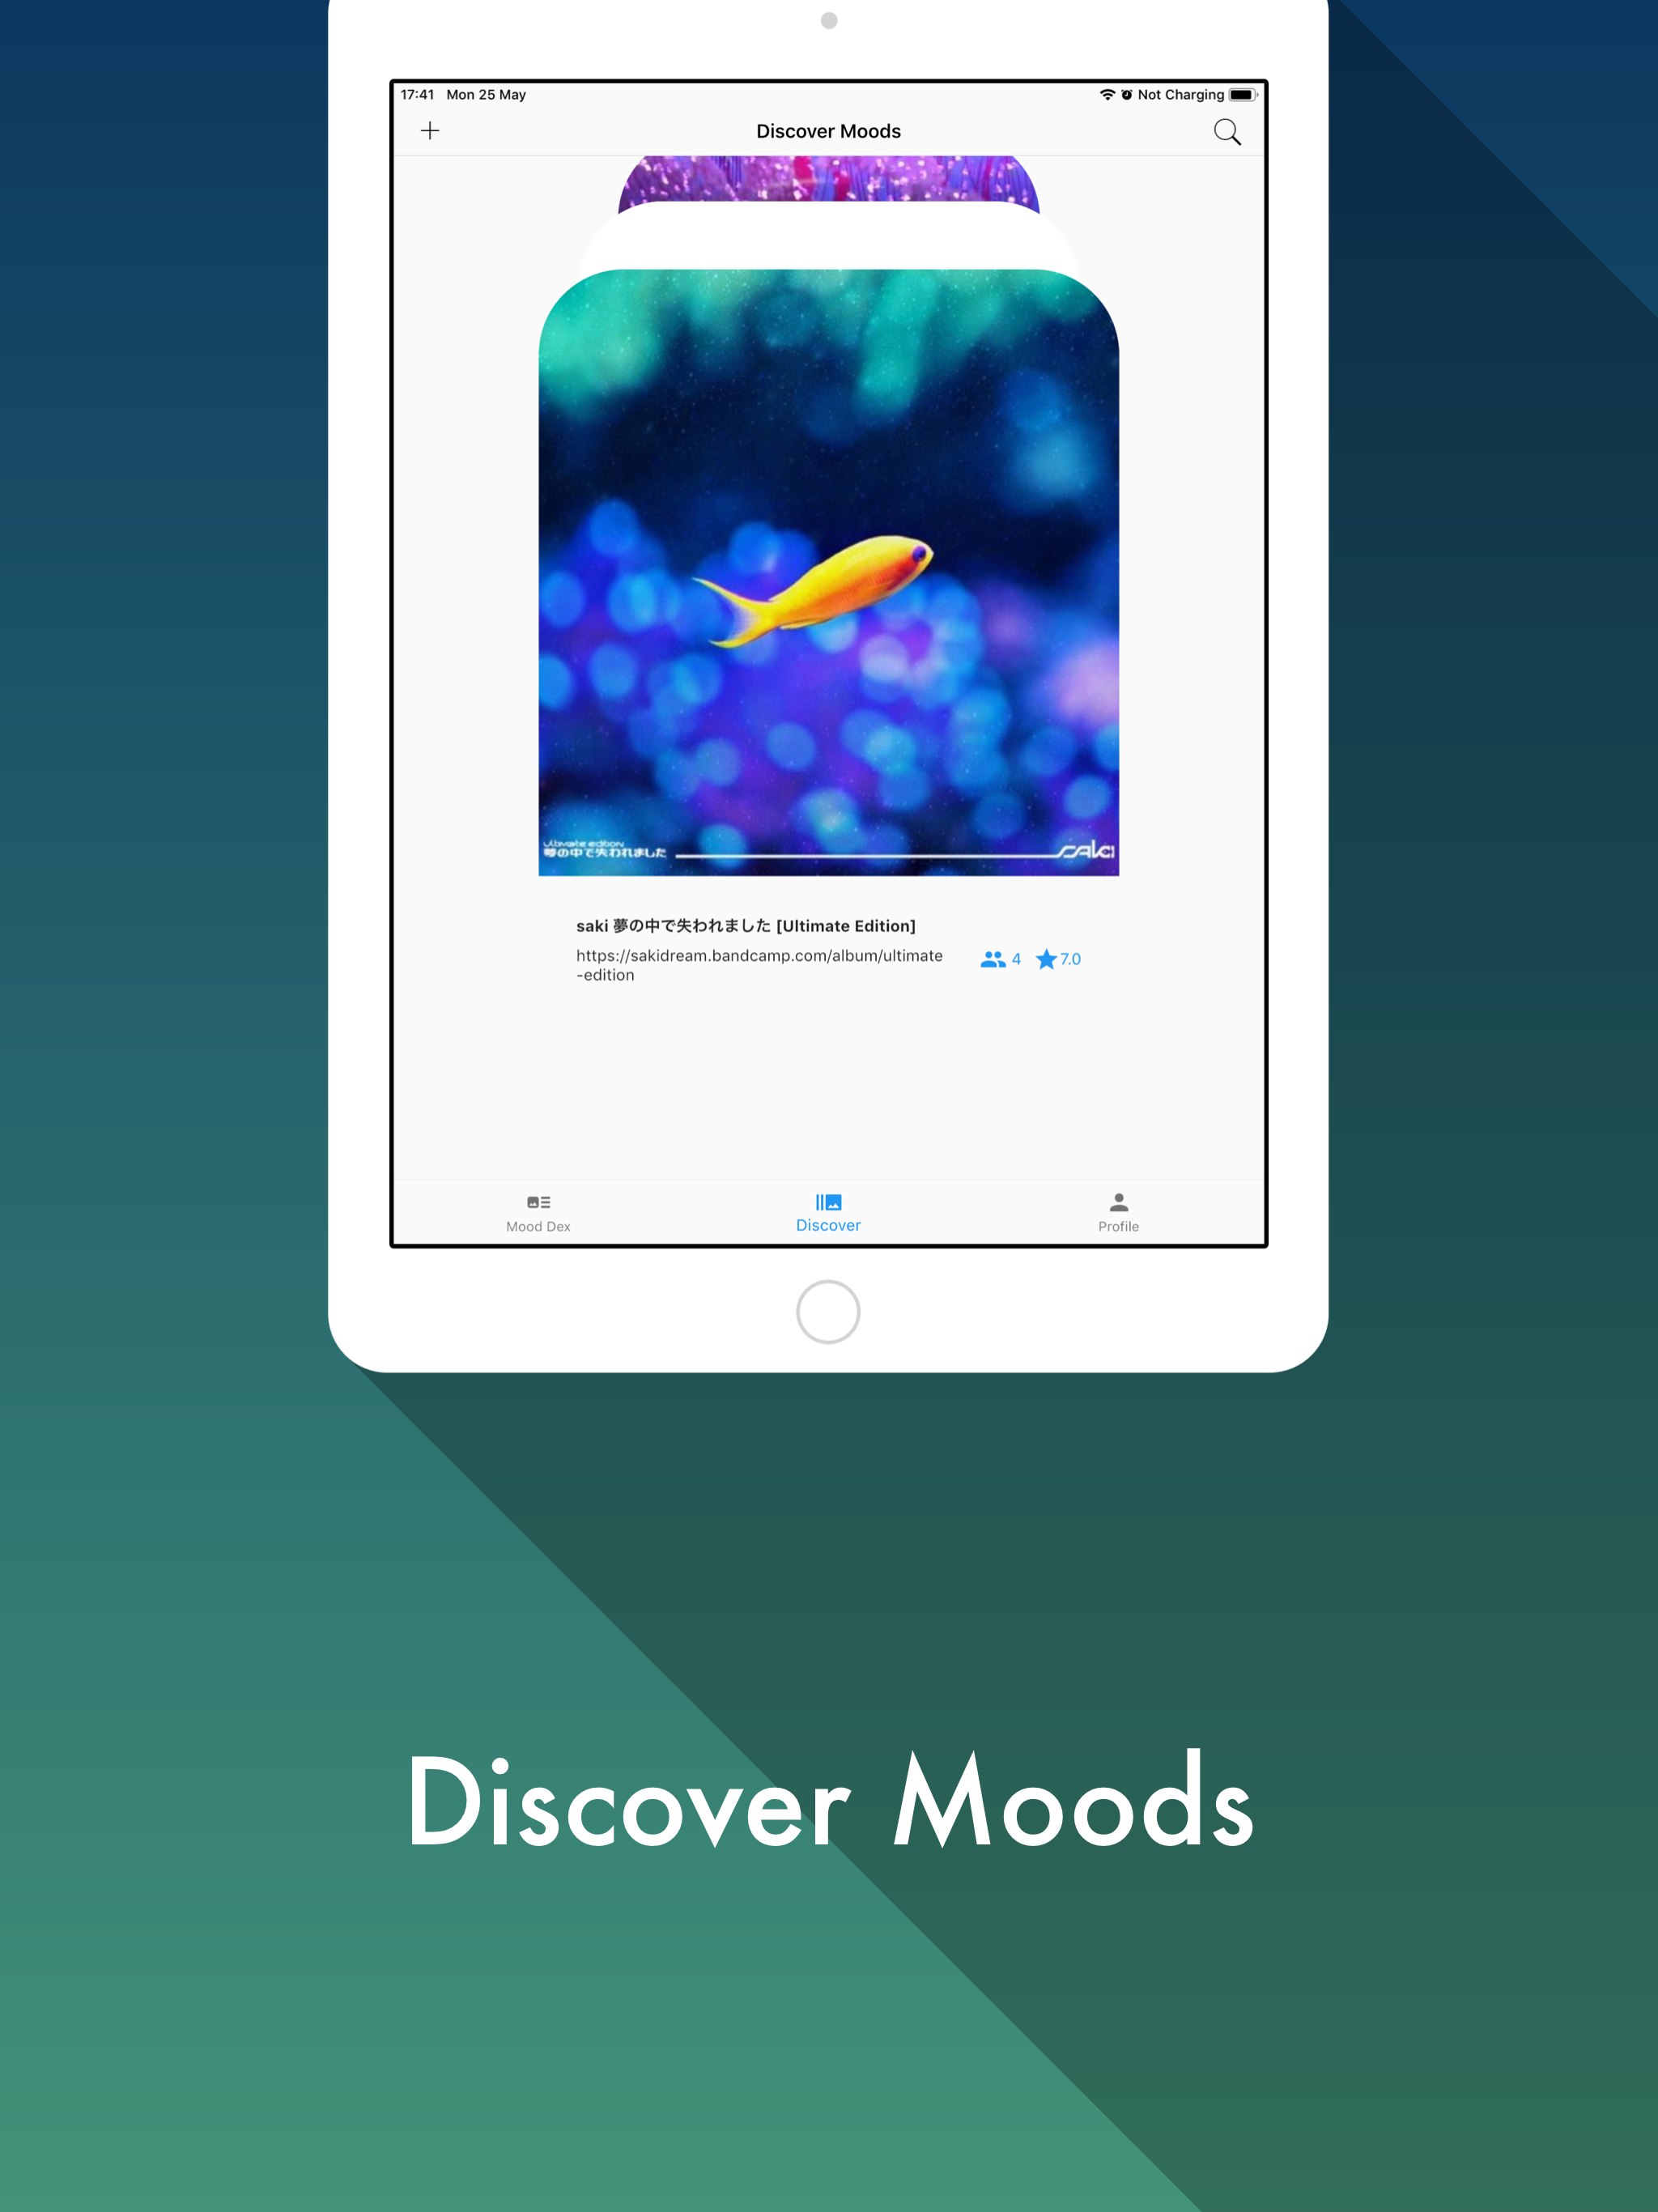 17:41 Mon 25 May Not Charging
Discover Moods
Ultimate edition
夢の中で失われました saki
saki 夢の中で失われました [Ultimate Edition]
https://sakidream.bandcamp.com/album/ultimate
-edition
4 7.0
Mood Dex Discover Profile
Discover Moods